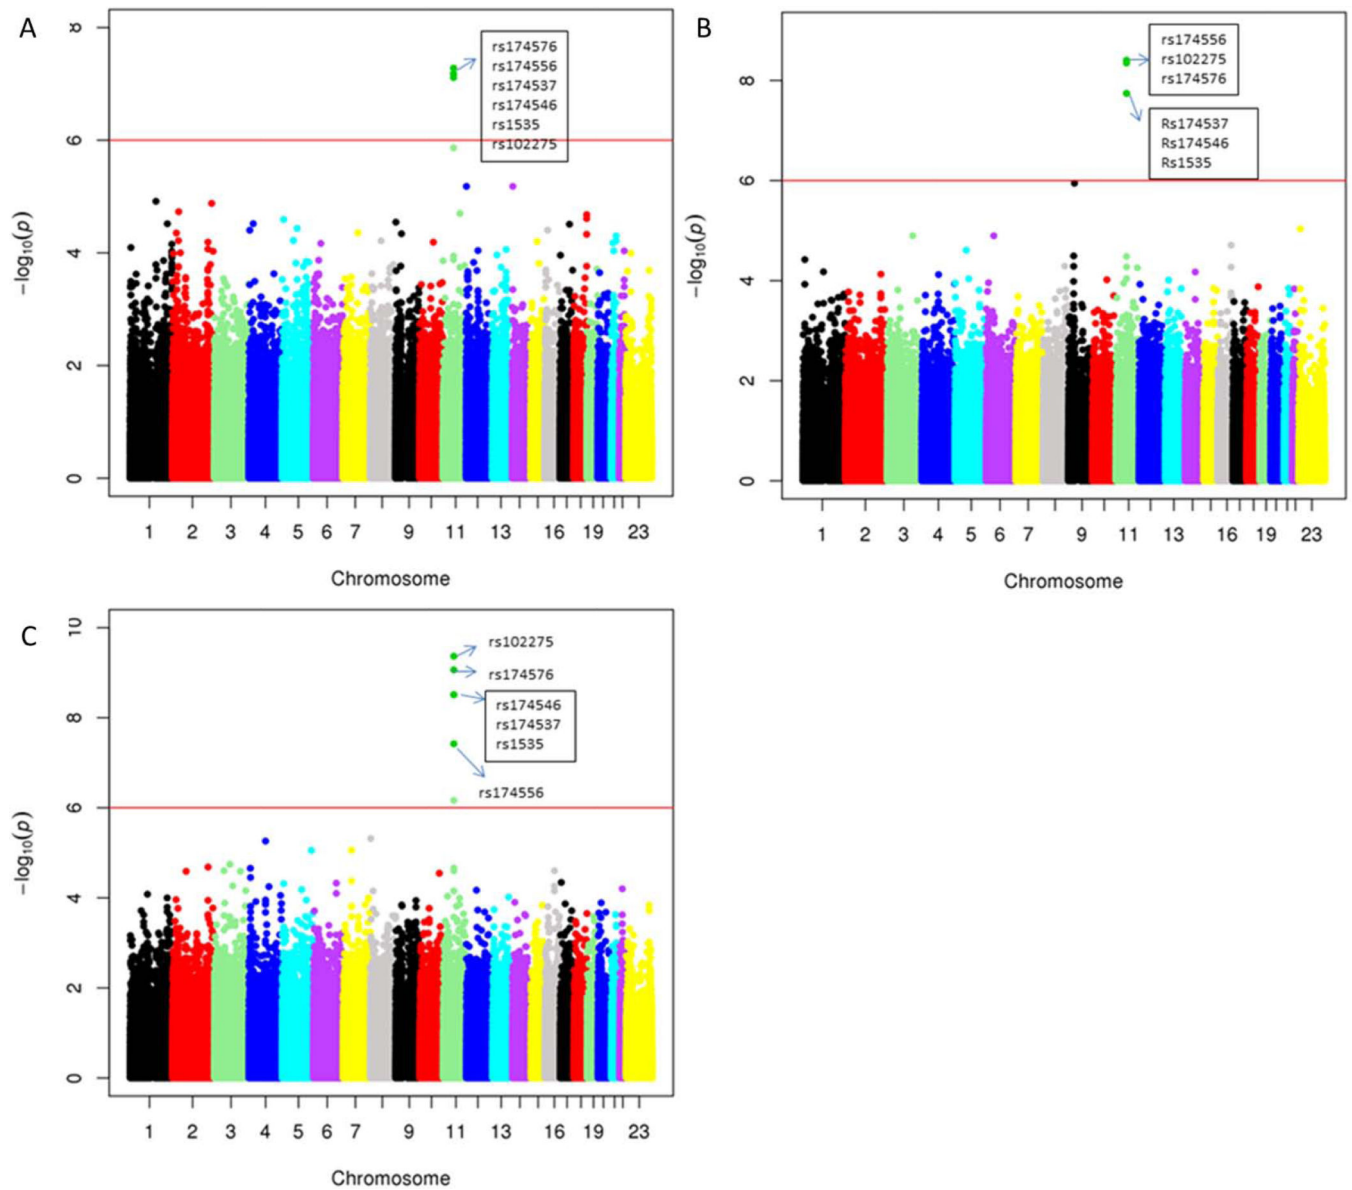 A
8
6
4
2
0
−log10(p)
rs174576
rs174556
rs174537
rs174546
rs1535
rs102275
1 2 3 4 5 6 7 9 11 13 16 19 23
Chromosome
B
8
6
4
2
0
−log10(p)
rs174556
rs102275
rs174576
Rs174537
Rs174546
Rs1535
1 2 3 4 5 6 7 9 11 13 16 19 23
Chromosome
C
10
8
6
4
2
0
−log10(p)
rs102275
rs174576
rs174546
rs174537
rs1535
rs174556
1 2 3 4 5 6 7 9 11 13 16 19 23
Chromosome